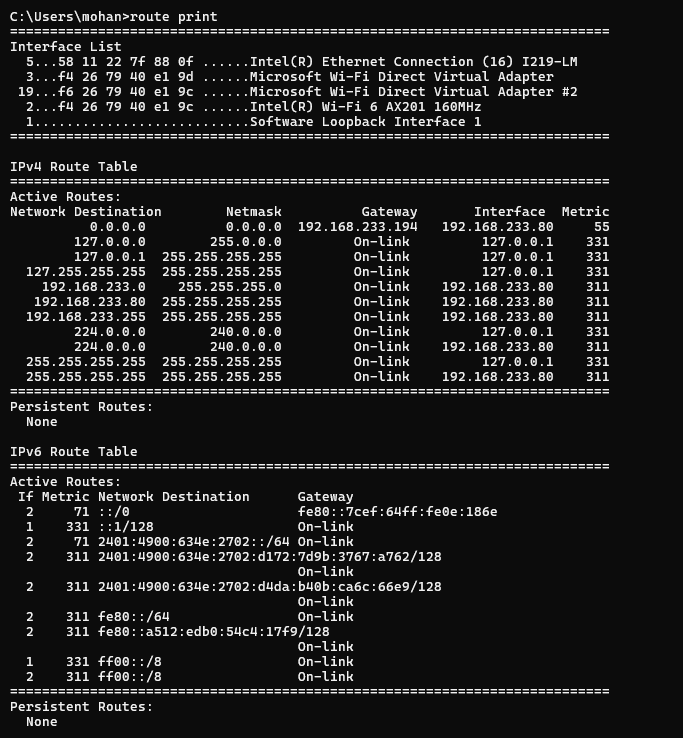 C:\Users\mohan>route print
===========================================================================
Interface List
  5...58 11 22 7f 88 0f ......Intel(R) Ethernet Connection (16) I219-LM
  3...f4 26 79 40 e1 9d ......Microsoft Wi-Fi Direct Virtual Adapter
 19...f6 26 79 40 e1 9c ......Microsoft Wi-Fi Direct Virtual Adapter #2
  2...f4 26 79 40 e1 9c ......Intel(R) Wi-Fi 6 AX201 160MHz
  1...........................Software Loopback Interface 1
===========================================================================

IPv4 Route Table
===========================================================================
Active Routes:
Network Destination        Netmask          Gateway       Interface  Metric
          0.0.0.0          0.0.0.0  192.168.233.194   192.168.233.80     55
        127.0.0.0        255.0.0.0         On-link         127.0.0.1    331
        127.0.0.1  255.255.255.255         On-link         127.0.0.1    331
  127.255.255.255  255.255.255.255         On-link         127.0.0.1    331
    192.168.233.0    255.255.255.0         On-link    192.168.233.80    311
   192.168.233.80  255.255.255.255         On-link    192.168.233.80    311
  192.168.233.255  255.255.255.255         On-link    192.168.233.80    311
        224.0.0.0        240.0.0.0         On-link         127.0.0.1    331
        224.0.0.0        240.0.0.0         On-link    192.168.233.80    311
  255.255.255.255  255.255.255.255         On-link         127.0.0.1    331
  255.255.255.255  255.255.255.255         On-link    192.168.233.80    311
===========================================================================
Persistent Routes:
  None

IPv6 Route Table
===========================================================================
Active Routes:
 If Metric Network Destination      Gateway
  2     71 ::/0                     fe80::7cef:64ff:fe0e:186e
  1    331 ::1/128                  On-link
  2     71 2401:4900:634e:2702::/64 On-link
  2    311 2401:4900:634e:2702:d172:7d9b:3767:a762/128
                                    On-link
  2    311 2401:4900:634e:2702:d4da:b40b:ca6c:66e9/128
                                    On-link
  2    311 fe80::/64                On-link
  2    311 fe80::a512:edb0:54c4:17f9/128
                                    On-link
  1    331 ff00::/8                 On-link
  2    311 ff00::/8                 On-link
===========================================================================
Persistent Routes:
  None